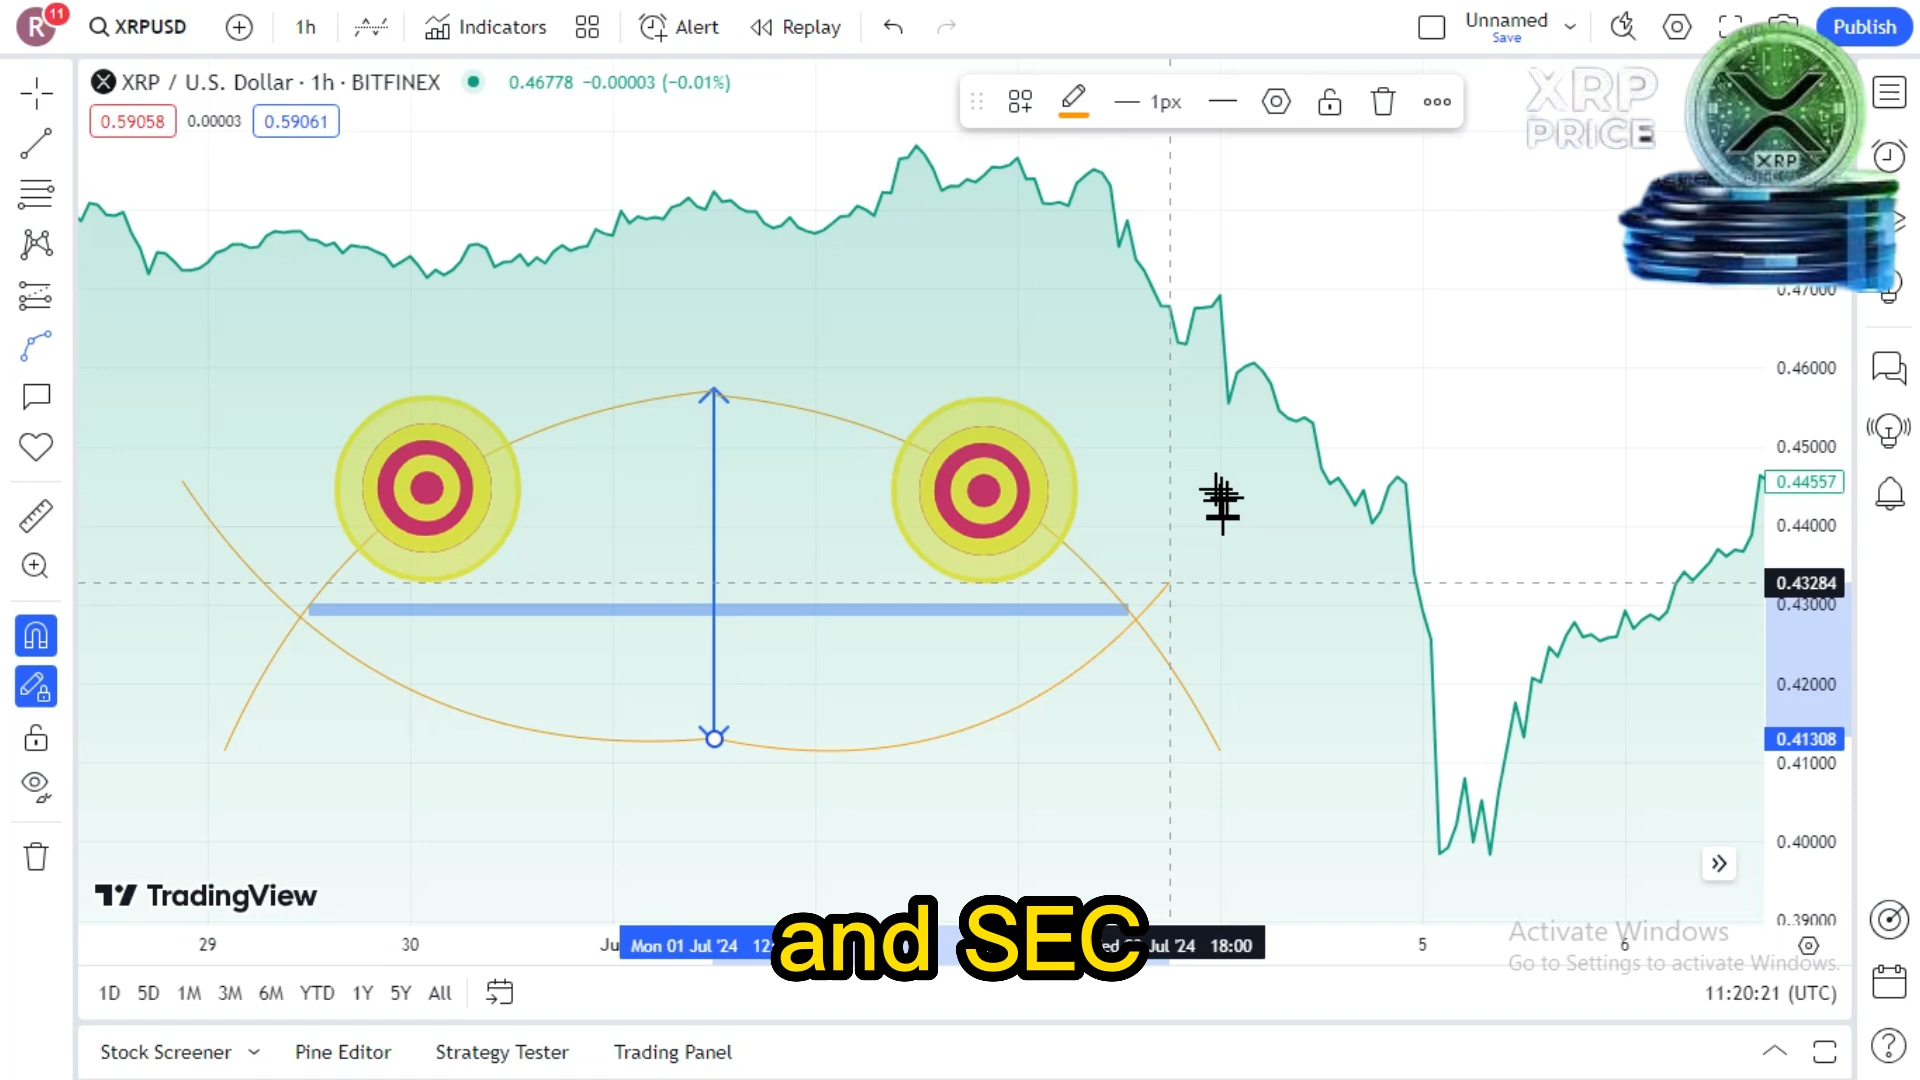 R 11 XRPUSD 1h Indicators Alert Replay Unnamed Save Publish
XRP / U.S. Dollar · 1h · BITFINEX 0.46778 −0.00003 (−0.01%)
0.59058 0.00003 0.59061
1px
XRP
PRICE
XRP
0.47000
0.46000
0.45000
0.44557
0.44000
0.43284
0.43000
0.42000
0.41308
0.41000
0.40000
0.39000
TradingView
and SEC
29 30 Mon 01 Jul '24 Jul '24 18:00 5 6
Activate Windows
Go to Settings to activate Windows.
1D 5D 1M 3M 6M YTD 1Y 5Y All 11:20:21 (UTC)
Stock Screener Pine Editor Strategy Tester Trading Panel